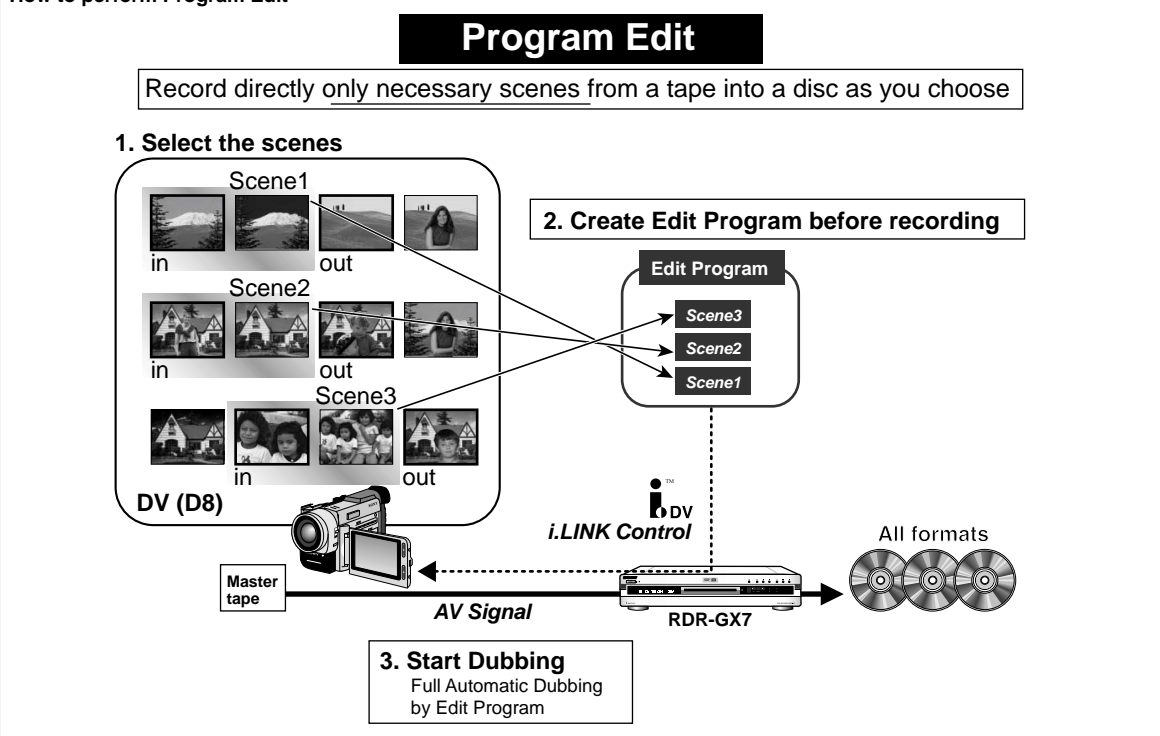 How to perform Program Edit
Program Edit
Record directly only necessary scenes from a tape into a disc as you choose
1. Select the scenes
Scene1
in
out
Scene2
in
out
Scene3
in
out
DV (D8)
2. Create Edit Program before recording
Edit Program
Scene3
Scene2
Scene1
TM
DV
i.LINK Control
All formats
Master
tape
AV Signal
RDR-GX7
3. Start Dubbing
Full Automatic Dubbing
by Edit Program